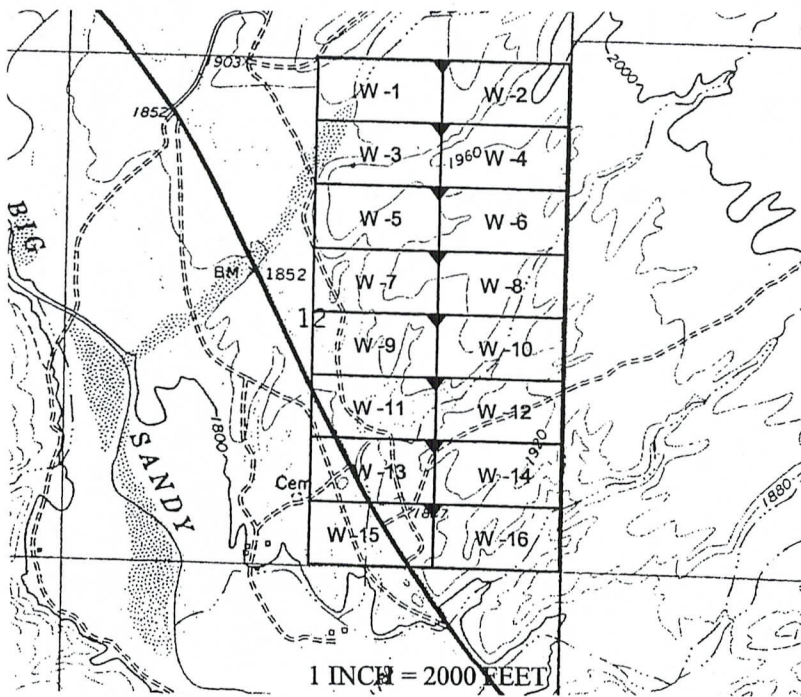 903
2000
W-1
W-2
1852
W-3
1960
W-4
BIG
W-5
W-6
BM
1852
W-7
W-8
12
W-9
W-10
W-11
W-12
1800
SANDY
1920
Cem
W-13
W-14
1880
W-15
W-16
1 INCH = 2000 FEET